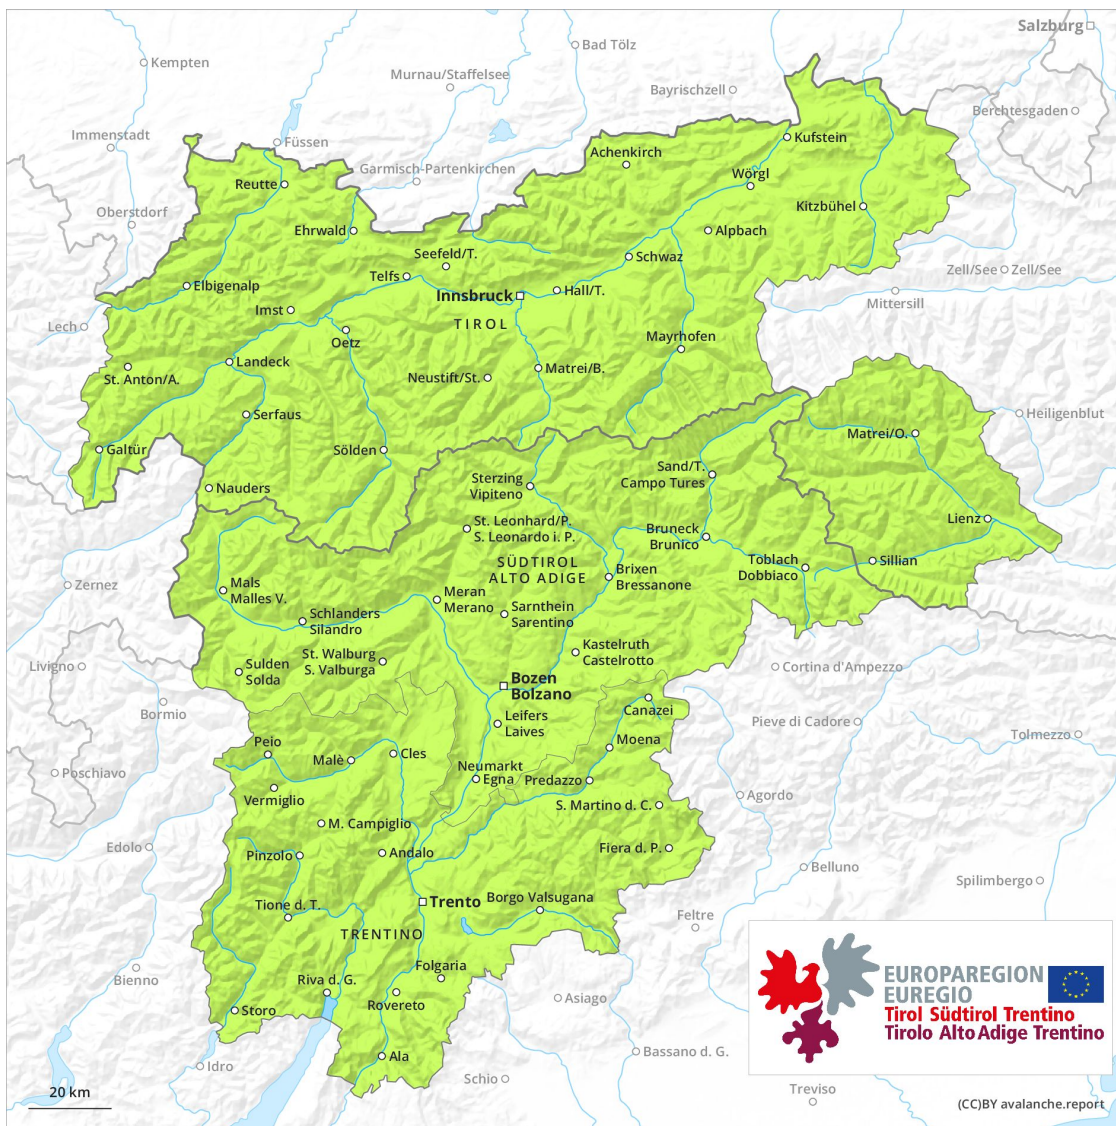 Salzburg
Bad Tölz
Kempten
Murnau/Staffelsee
Bayrischzell
Berchtesgaden
Immenstadt
Füssen
Kufstein
Achenkirch
Garmisch-Partenkirchen
Wörgl
Reutte
Kitzbühel
Oberstdorf
Ehrwald
Alpbach
Seefeld/T.
Schwaz
Telfs
Zell/See
Zell/See
Elbigenalp
Innsbruck
Hall/T.
Mittersill
Imst
TIROL
Lech
Oetz
Mayrhofen
Landeck
Matrei/B.
St. Anton/A.
Neustift/St.
Serfaus
Heiligenblut
Matrei/O.
Galtür
Sölden
Sand/T.
Campo Tures
Sterzing
Vipiteno
Nauders
St. Leonhard/P.
S. Leonardo i. P.
Lienz
Bruneck
Brunico
SÜDTIROL
ALTO ADIGE
Toblach
Dobbiaco
Sillian
Brixen
Bressanone
Zernez
Mals
Malles V.
Meran
Merano
Sarnthein
Sarentino
Schlanders
Silandro
Kastelruth
Castelrotto
St. Walburg
S. Valburga
Livigno
Sulden
Solda
Cortina d'Ampezzo
Bozen
Bolzano
Canazei
Bormio
Leifers
Laives
Pieve di Cadore
Tolmezzo
Peio
Moena
Cles
Malè
Neumarkt
Egna
Predazzo
Poschiavo
Vermiglio
Agordo
S. Martino d. C.
M. Campiglio
Edolo
Fiera d. P.
Pinzolo
Andalo
Belluno
Spilimbergo
Tione d. T.
Trento
Borgo Valsugana
Feltre
TRENTINO
Folgaria
Bienno
Riva d. G.
Rovereto
Asiago
Storo
EUROPAREGION
EUREGIO
Tirol Südtirol Trentino
Tirolo Alto Adige Trentino
Ala
Bassano d. G.
Idro
Schio
Treviso
20 km
(CC)BY avalanche.report